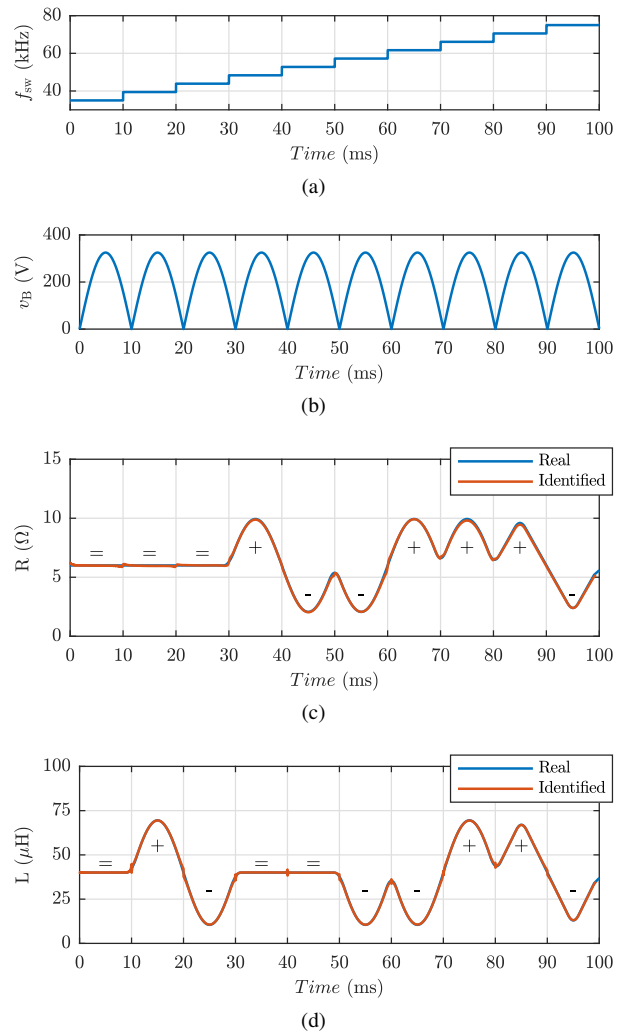 80
60
40
f_sw (kHz)
0 10 20 30 40 50 60 70 80 90 100
Time (ms)
(a)
400
200
0
v_B (V)
0 10 20 30 40 50 60 70 80 90 100
Time (ms)
(b)
Real
Identified
15
10
5
0
R (Ω)
= = = + - - + + + -
0 10 20 30 40 50 60 70 80 90 100
Time (ms)
(c)
Real
Identified
100
75
50
25
0
L (μH)
= + - = = - - + + -
0 10 20 30 40 50 60 70 80 90 100
Time (ms)
(d)